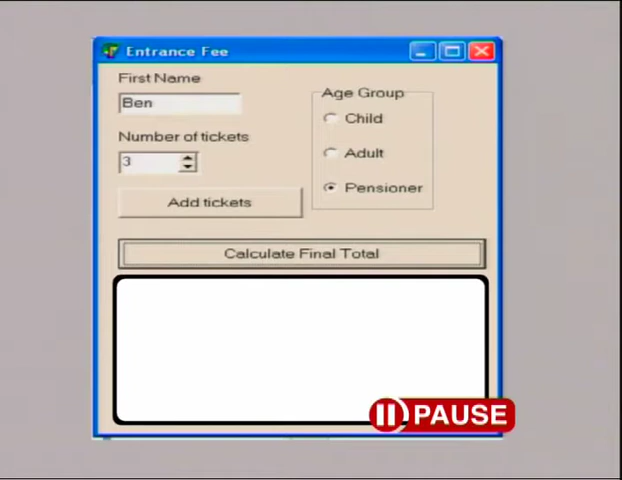 Entrance Fee
First Name
Ben
Number of tickets
3
Add tickets
Age Group
Child
Adult
Pensioner
Calculate Final Total
PAUSE